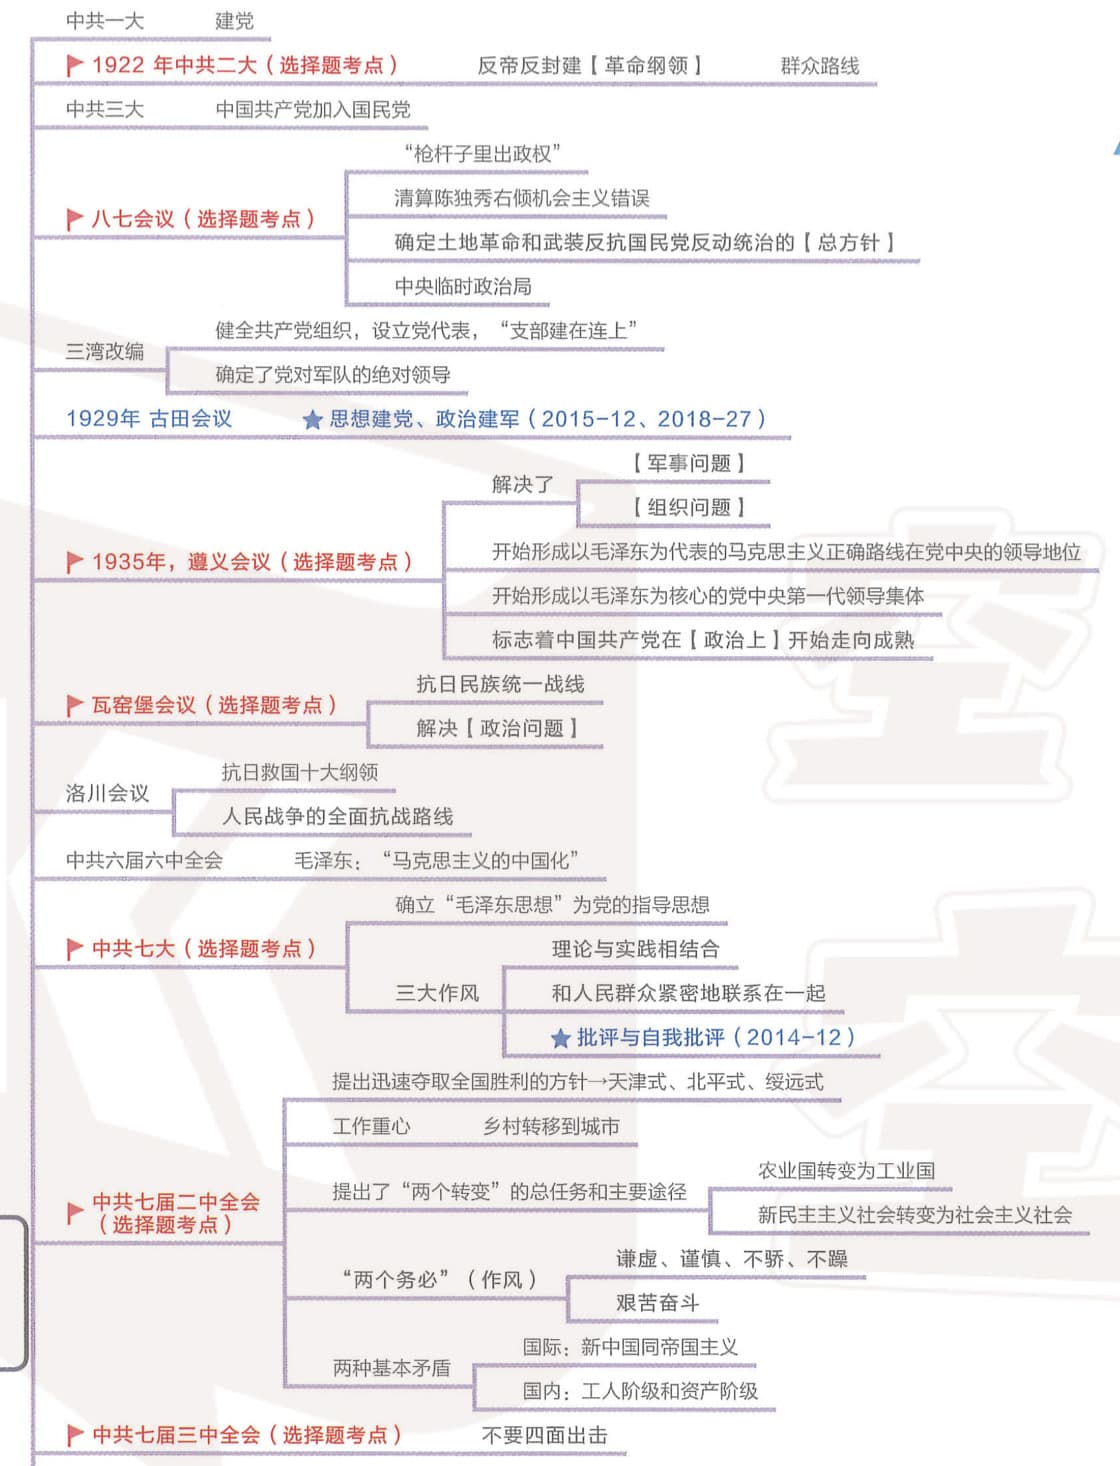 中共一大 建党
1922 年中共二大（选择题考点） 反帝反封建【革命纲领】 群众路线
中共三大 中国共产党加入国民党
“枪杆子里出政权”
清算陈独秀右倾机会主义错误
八七会议（选择题考点）
确定土地革命和武装反抗国民党反动统治的【总方针】
中央临时政治局
健全共产党组织，设立党代表，“支部建在连上”
三湾改编
确定了党对军队的绝对领导
1929年 古田会议 ★思想建党、政治建军（2015-12、2018-27）
【军事问题】
解决了
【组织问题】
开始形成以毛泽东为代表的马克思主义正确路线在党中央的领导地位
1935年，遵义会议（选择题考点）
开始形成以毛泽东为核心的党中央第一代领导集体
标志着中国共产党在【政治上】开始走向成熟
抗日民族统一战线
瓦窑堡会议（选择题考点）
解决【政治问题】
抗日救国十大纲领
洛川会议
人民战争的全面抗战路线
中共六届六中全会 毛泽东：“马克思主义的中国化”
确立“毛泽东思想”为党的指导思想
中共七大（选择题考点）
理论与实践相结合
三大作风 和人民群众紧密地联系在一起
★批评与自我批评（2014-12）
提出迅速夺取全国胜利的方针→天津式、北平式、绥远式
工作重心 乡村转移到城市
农业国转变为工业国
提出了“两个转变”的总任务和主要途径
中共七届二中全会
（选择题考点）
新民主主义社会转变为社会主义社会
谦虚、谨慎、不骄、不躁
“两个务必”（作风）
艰苦奋斗
国际：新中国同帝国主义
两种基本矛盾
国内：工人阶级和资产阶级
中共七届三中全会（选择题考点） 不要四面出击